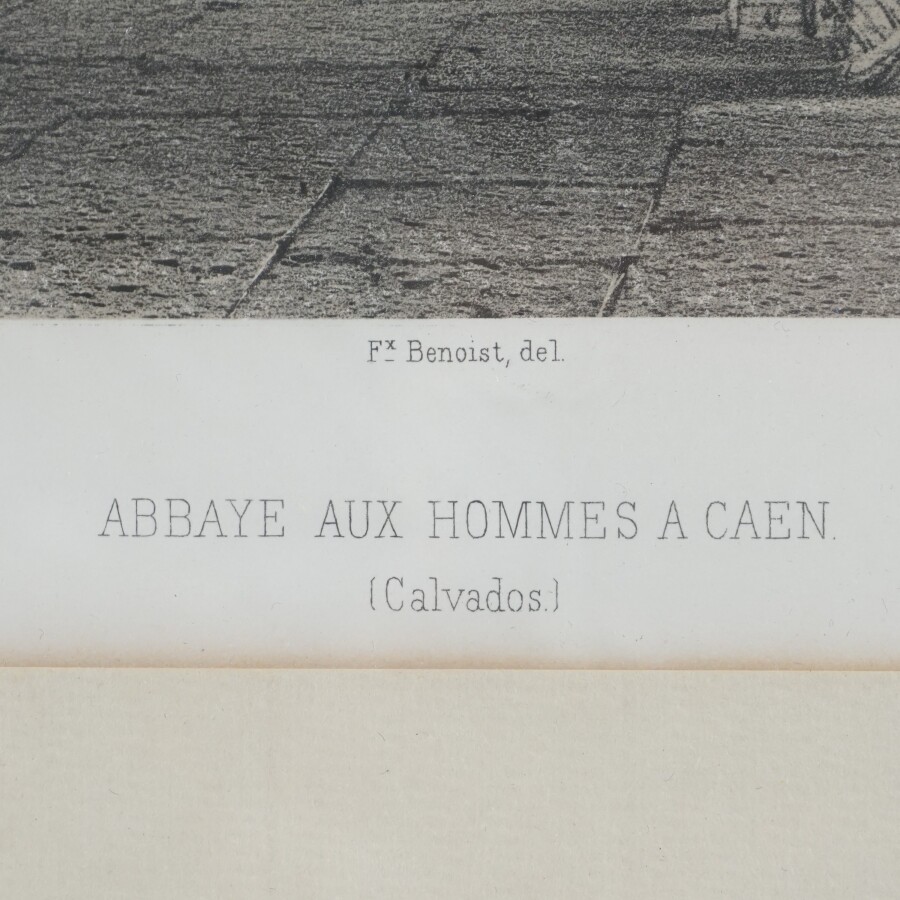 Fx Benoist, del.
ABBAYE AUX HOMMES A CAEN.
(Calvados.)